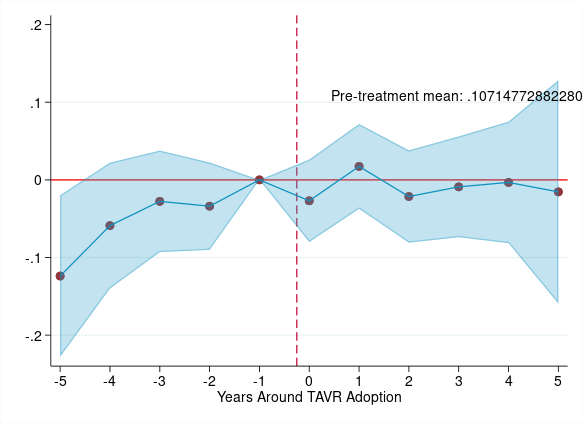 .2
Pre-treatment mean: .10714772882280
.1
0
-.1
-.2
-5 -4 -3 -2 -1 0 1 2 3 4 5
Years Around TAVR Adoption